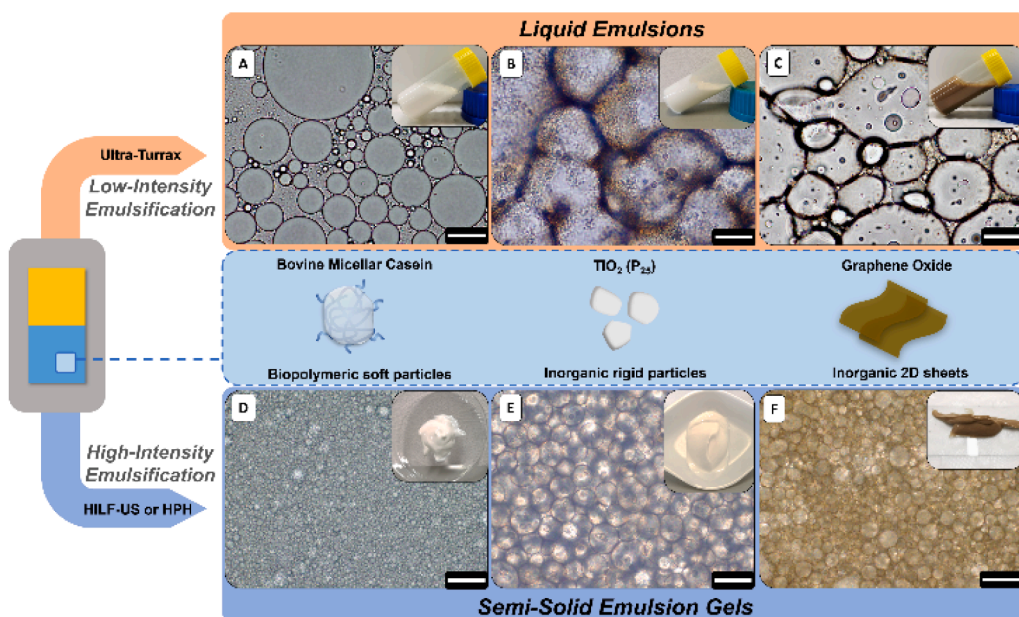 Liquid Emulsions
A
B
C
Ultra-Turrax
Low-Intensity
Emulsification
Bovine Micellar Casein
TiO₂ (P₂₅)
Graphene Oxide
Biopolymeric soft particles
Inorganic rigid particles
Inorganic 2D sheets
D
E
F
High-Intensity
Emulsification
HILF-US or HPH
Semi-Solid Emulsion Gels